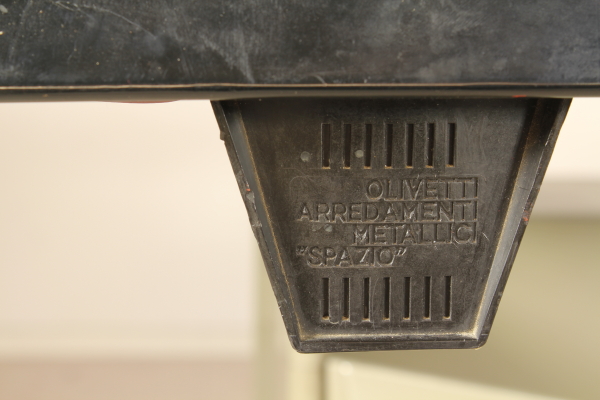 OLIVETTI
ARREDAMENTI
METALLICI
"SPAZIO"